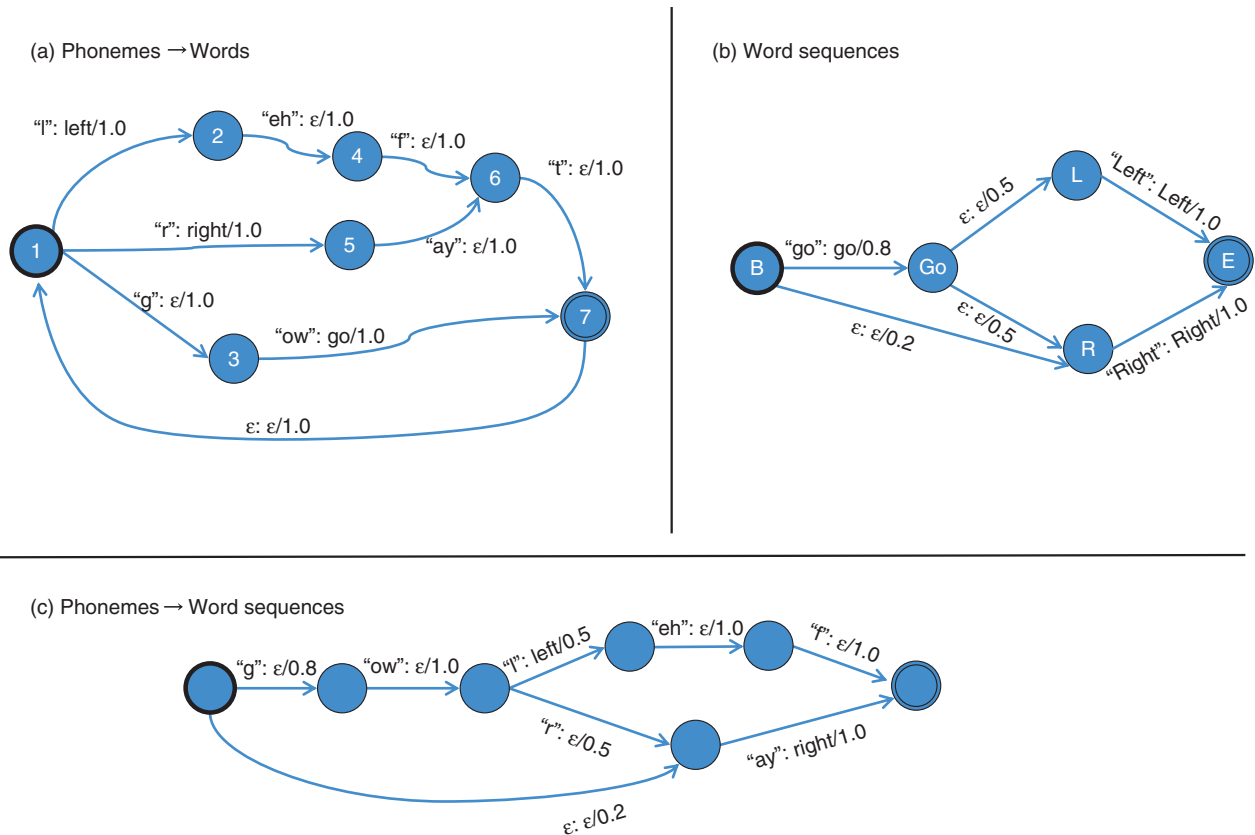 (a) Phonemes → Words
“l”: left/1.0
“eh”: ε/1.0
“f”: ε/1.0
“t”: ε/1.0
2
4
6
1
“r”: right/1.0
5
“ay”: ε/1.0
“g”: ε/1.0
3
“ow”: go/1.0
7
ε: ε/1.0
(b) Word sequences
B
“go”: go/0.8
Go
ε: ε/0.5
L
“Left”: Left/1.0
E
ε: ε/0.5
ε: ε/0.2
R
“Right”: Right/1.0
(c) Phonemes → Word sequences
“g”: ε/0.8
“ow”: ε/1.0
“l”: left/0.5
“eh”: ε/1.0
“f”: ε/1.0
“r”: ε/0.5
“ay”: right/1.0
ε: ε/0.2